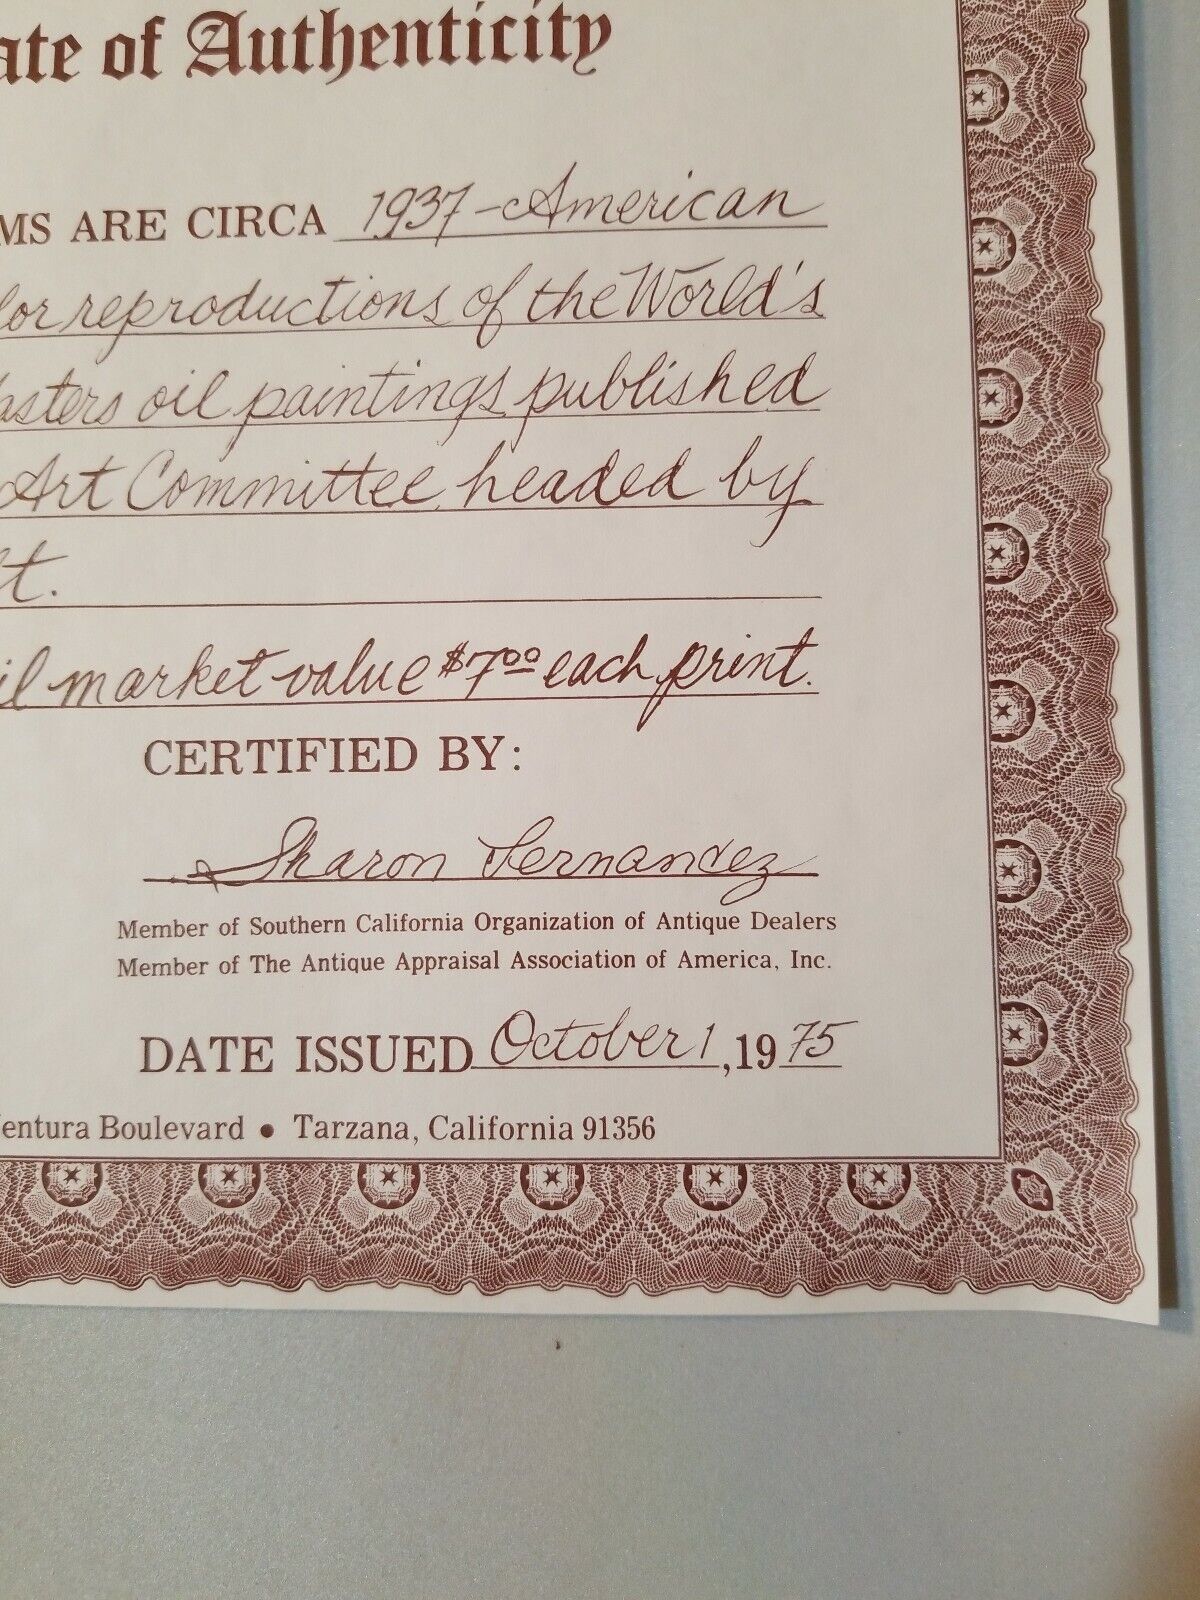 ate of Authenticity
MS ARE CIRCA 1937-American
lor reproductions of the World's
asters oil paintings published
Art Committee headed by
lt.
il market value $7.00 each print.
CERTIFIED BY:
Sharon Fernandez
Member of Southern California Organization of Antique Dealers
Member of The Antique Appraisal Association of America, Inc.
DATE ISSUED October 1, 1975
entura Boulevard • Tarzana, California 91356